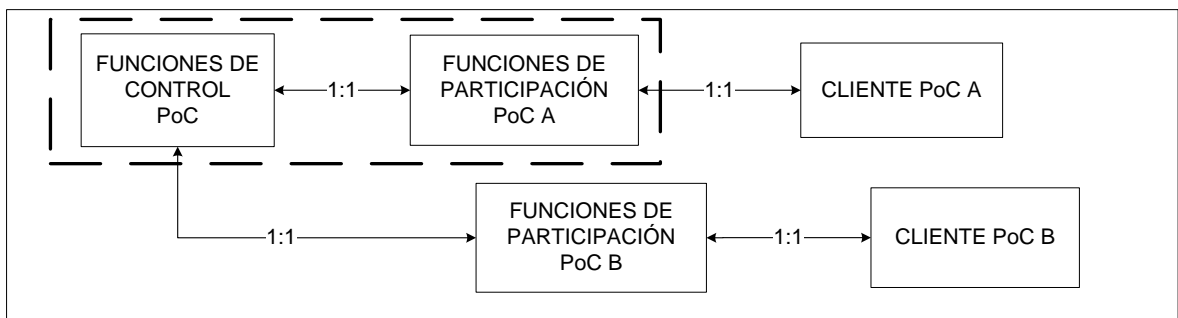 FUNCIONES DE
CONTROL
PoC
1:1
FUNCIONES DE
PARTICIPACIÓN
PoC A
1:1
CLIENTE PoC A
1:1
FUNCIONES DE
PARTICIPACIÓN
PoC B
1:1
CLIENTE PoC B